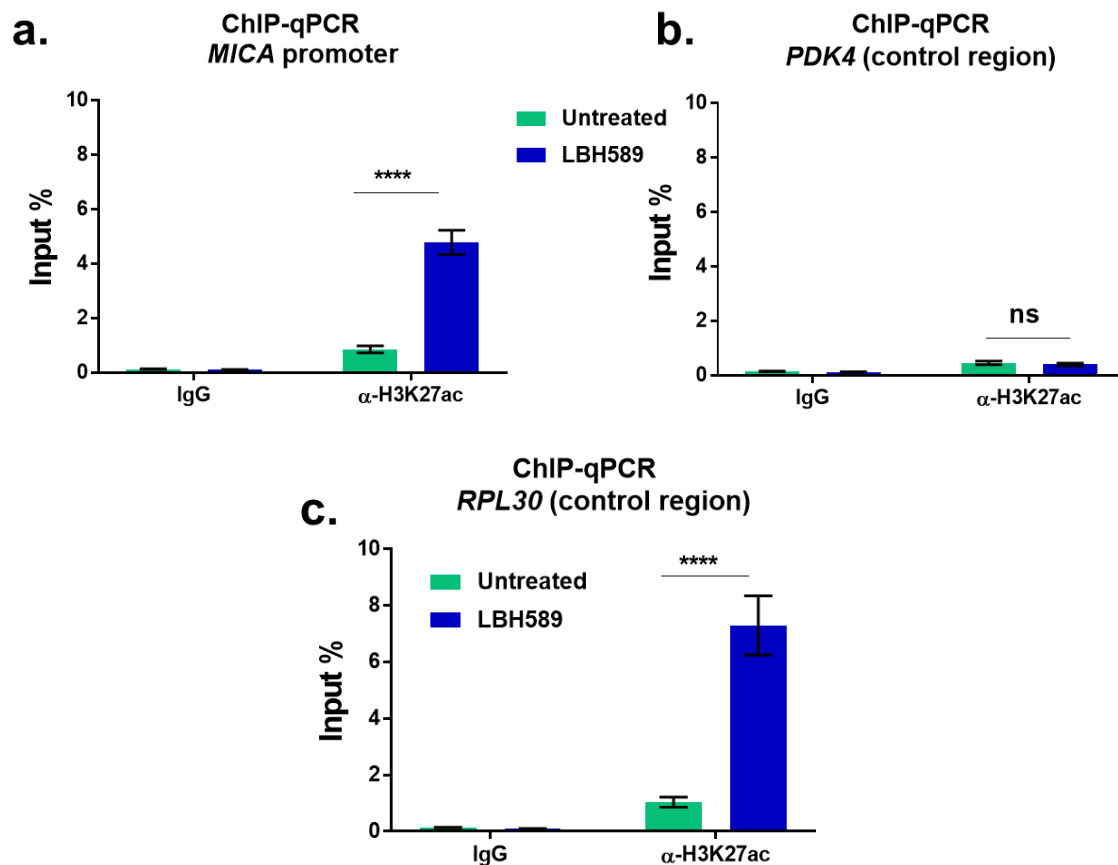 a.
ChIP-qPCR
MICA promoter
10
8
6
4
2
0
Input %
****
IgG
α-H3K27ac
Untreated
LBH589
b.
ChIP-qPCR
PDK4 (control region)
10
8
6
4
2
0
Input %
ns
IgG
α-H3K27ac
c.
ChIP-qPCR
RPL30 (control region)
10
8
6
4
2
0
Input %
Untreated
LBH589
****
IgG
α-H3K27ac